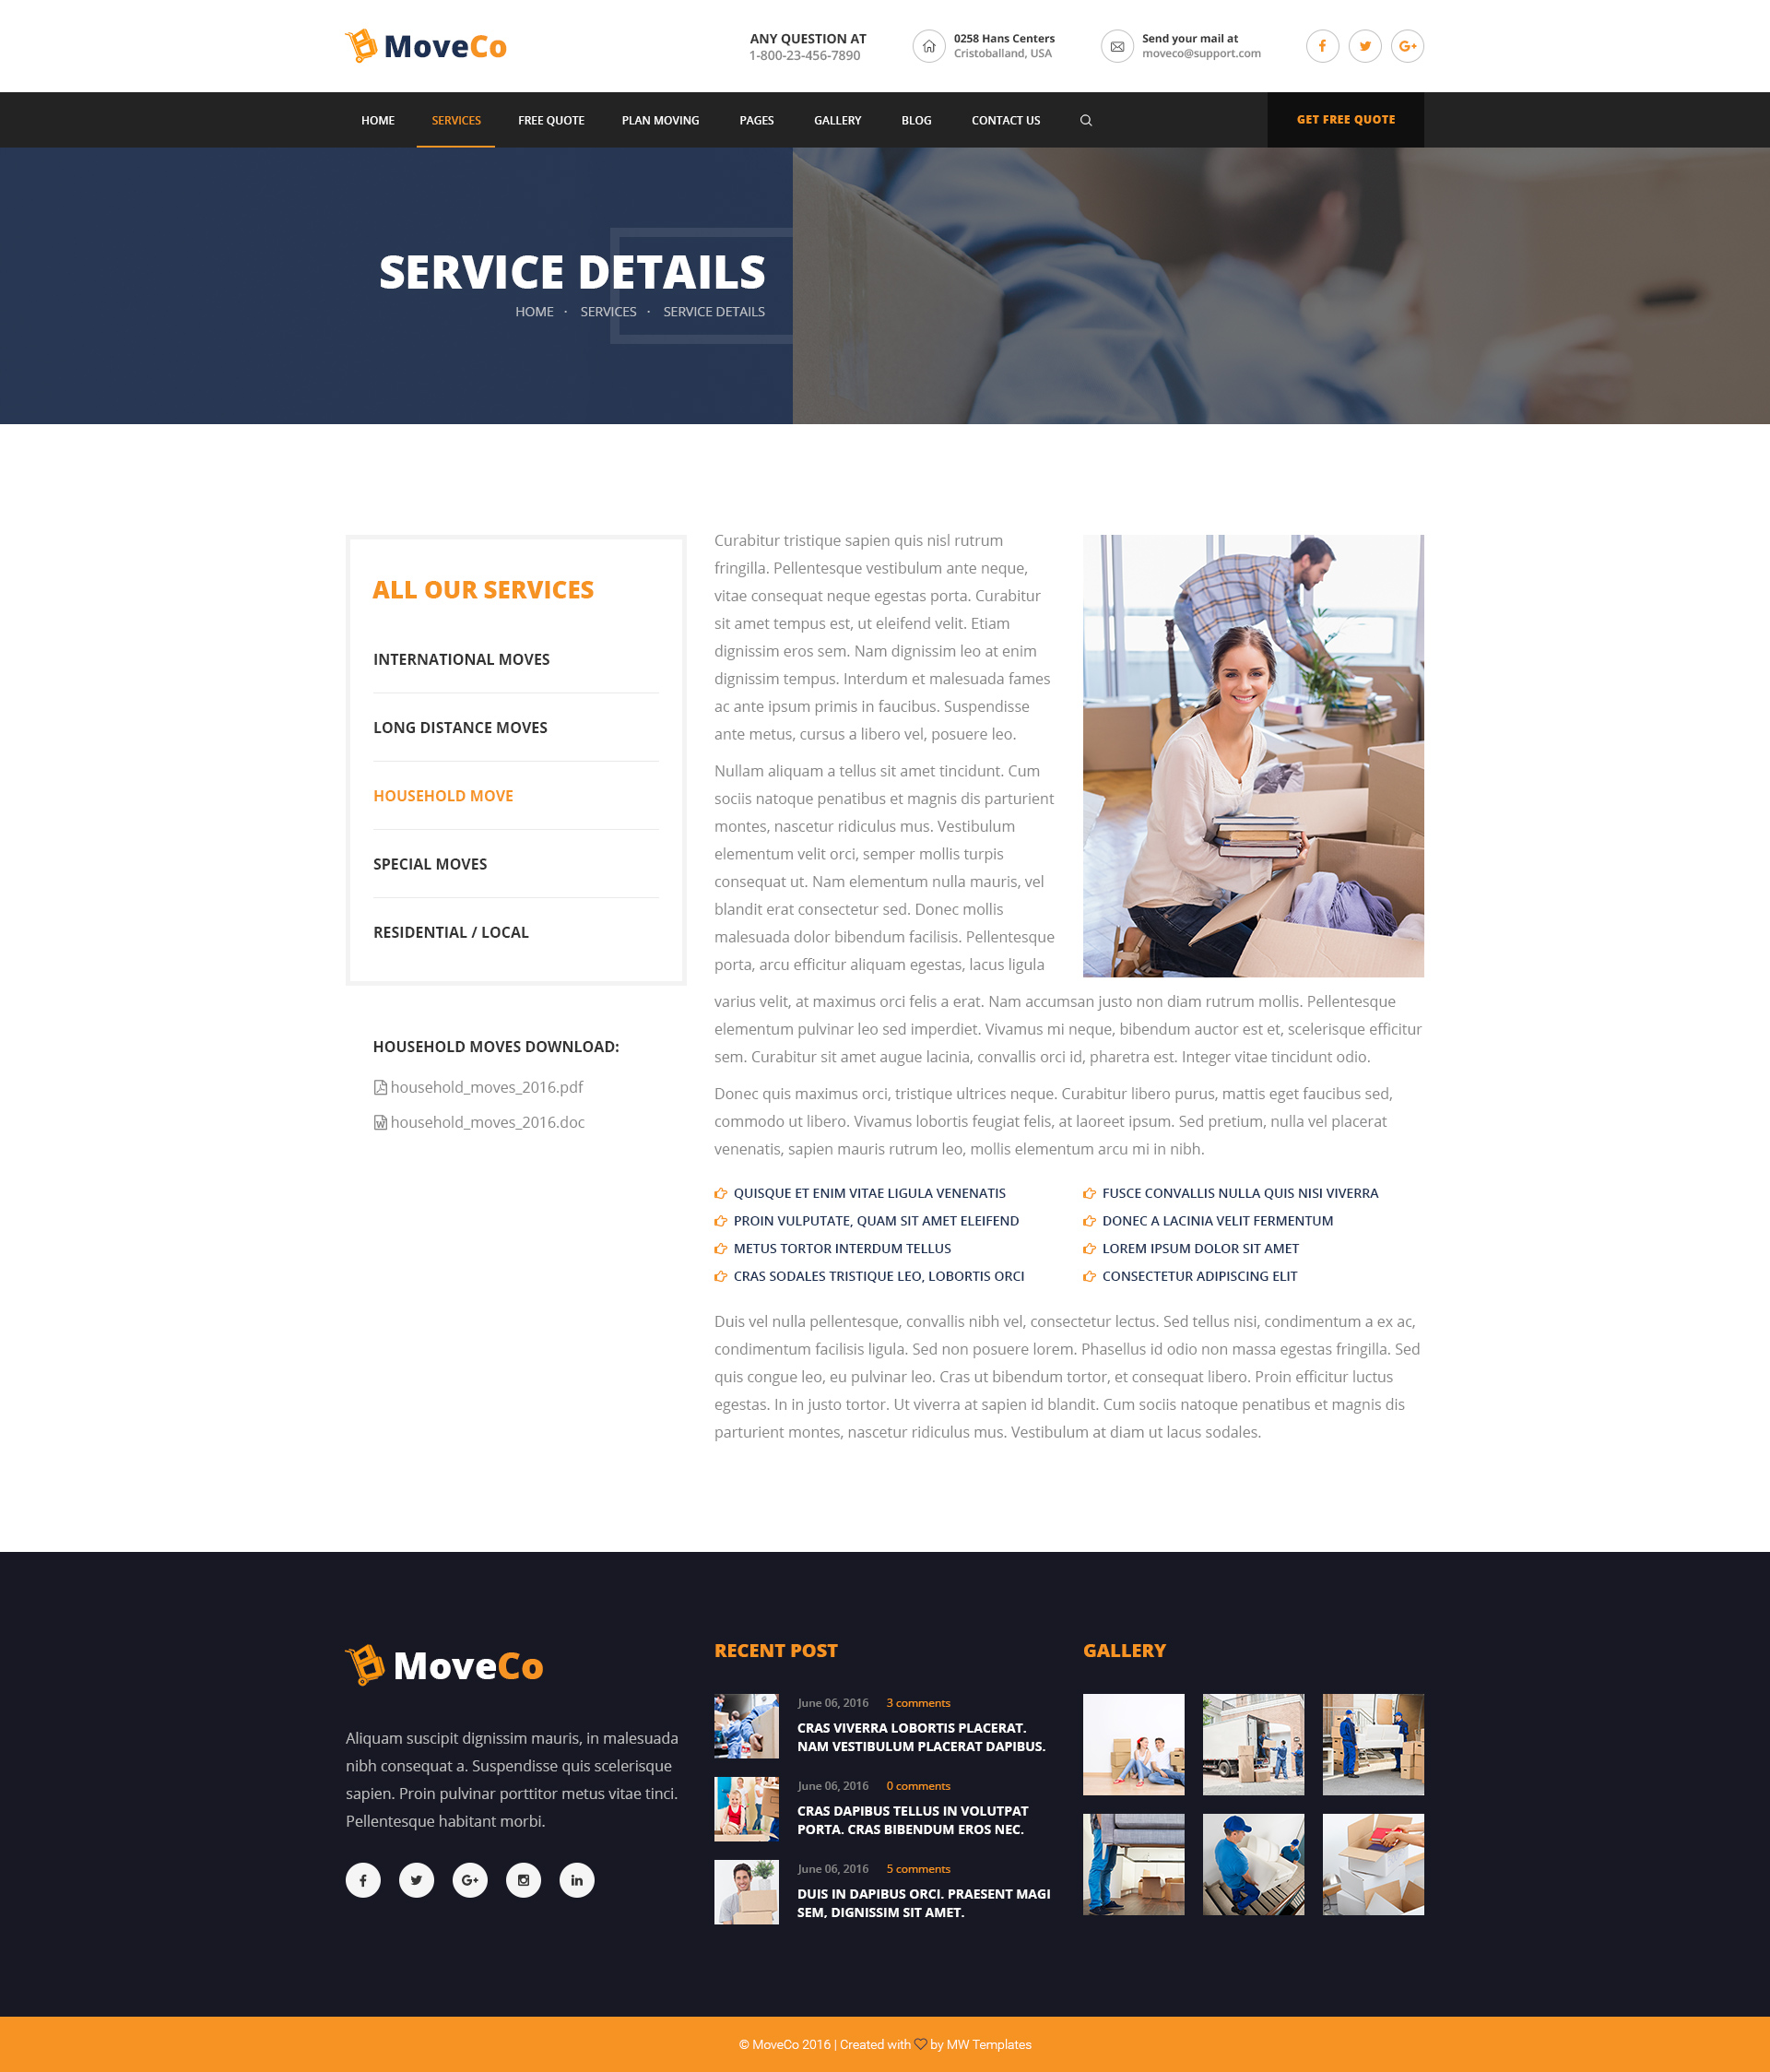 MoveCo
ANY QUESTION AT
1-800-23-456-7890
0258 Hans Centers
Cristoballand, USA
Send your mail at
moveco@support.com
HOME
SERVICES
FREE QUOTE
PLAN MOVING
PAGES
GALLERY
BLOG
CONTACT US
GET FREE QUOTE
SERVICE DETAILS
HOME · SERVICES · SERVICE DETAILS
ALL OUR SERVICES
INTERNATIONAL MOVES
LONG DISTANCE MOVES
HOUSEHOLD MOVE
SPECIAL MOVES
RESIDENTIAL / LOCAL
HOUSEHOLD MOVES DOWNLOAD:
household_moves_2016.pdf
household_moves_2016.doc
Curabitur tristique sapien quis nisl rutrum
fringilla. Pellentesque vestibulum ante neque,
vitae consequat neque egestas porta. Curabitur
sit amet tempus est, ut eleifend velit. Etiam
dignissim eros sem. Nam dignissim leo at enim
dignissim tempus. Interdum et malesuada fames
ac ante ipsum primis in faucibus. Suspendisse
ante metus, cursus a libero vel, posuere leo.
Nullam aliquam a tellus sit amet tincidunt. Cum
sociis natoque penatibus et magnis dis parturient
montes, nascetur ridiculus mus. Vestibulum
elementum velit orci, semper mollis turpis
consequat ut. Nam elementum nulla mauris, vel
blandit erat consectetur sed. Donec mollis
malesuada dolor bibendum facilisis. Pellentesque
porta, arcu efficitur aliquam egestas, lacus ligula
varius velit, at maximus orci felis a erat. Nam accumsan justo non diam rutrum mollis. Pellentesque
elementum pulvinar leo sed imperdiet. Vivamus mi neque, bibendum auctor est et, scelerisque efficitur
sem. Curabitur sit amet augue lacinia, convallis orci id, pharetra est. Integer vitae tincidunt odio.
Donec quis maximus orci, tristique ultrices neque. Curabitur libero purus, mattis eget faucibus sed,
commodo ut libero. Vivamus lobortis feugiat felis, at laoreet ipsum. Sed pretium, nulla vel placerat
venenatis, sapien mauris rutrum leo, mollis elementum arcu mi in nibh.
QUISQUE ET ENIM VITAE LIGULA VENENATIS
PROIN VULPUTATE, QUAM SIT AMET ELEIFEND
METUS TORTOR INTERDUM TELLUS
CRAS SODALES TRISTIQUE LEO, LOBORTIS ORCI
FUSCE CONVALLIS NULLA QUIS NISI VIVERRA
DONEC A LACINIA VELIT FERMENTUM
LOREM IPSUM DOLOR SIT AMET
CONSECTETUR ADIPISCING ELIT
Duis vel nulla pellentesque, convallis nibh vel, consectetur lectus. Sed tellus nisi, condimentum a ex ac,
condimentum facilisis ligula. Sed non posuere lorem. Phasellus id odio non massa egestas fringilla. Sed
quis congue leo, eu pulvinar leo. Cras ut bibendum tortor, et consequat libero. Proin efficitur luctus
egestas. In in justo tortor. Ut viverra at sapien id blandit. Cum sociis natoque penatibus et magnis dis
parturient montes, nascetur ridiculus mus. Vestibulum at diam ut lacus sodales.
MoveCo
Aliquam suscipit dignissim mauris, in malesuada
nibh consequat a. Suspendisse quis scelerisque
sapien. Proin pulvinar porttitor metus vitae tinci.
Pellentesque habitant morbi.
RECENT POST
June 06, 2016 3 comments
CRAS VIVERRA LOBORTIS PLACERAT.
NAM VESTIBULUM PLACERAT DAPIBUS.
June 06, 2016 0 comments
CRAS DAPIBUS TELLUS IN VOLUTPAT
PORTA. CRAS BIBENDUM EROS NEC.
June 06, 2016 5 comments
DUIS IN DAPIBUS ORCI. PRAESENT MAGI
SEM, DIGNISSIM SIT AMET.
GALLERY
© MoveCo 2016 | Created with ♡ by MW Templates